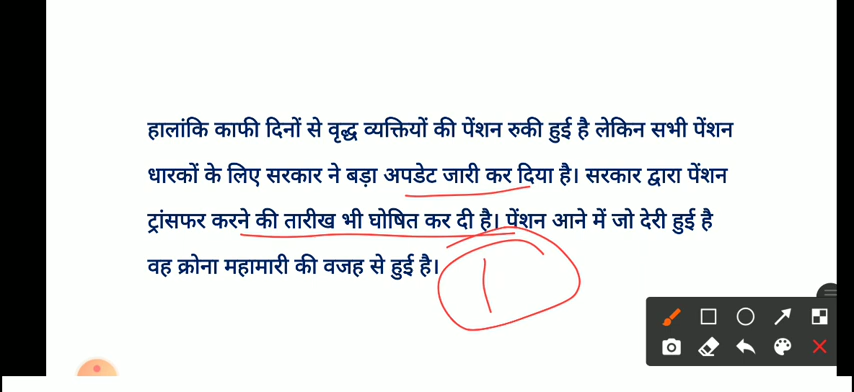 हालांकि काफी दिनों से वृद्ध व्यक्तियों की पेंशन रुकी हुई है लेकिन सभी पेंशन
धारकों के लिए सरकार ने बड़ा अपडेट जारी कर दिया है। सरकार द्वारा पेंशन
ट्रांसफर करने की तारीख भी घोषित कर दी है। पेंशन आने में जो देरी हुई है
वह क्रोना महामारी की वजह से हुई है।